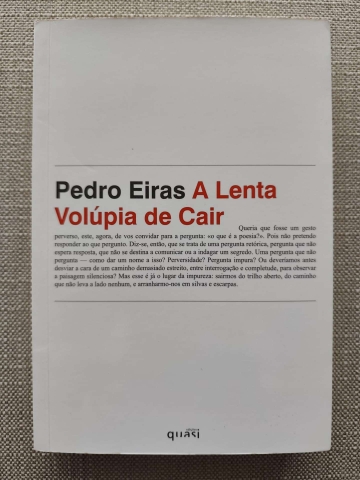 Pedro Eiras A Lenta
Volúpia de Cair
Queria que fosse um gesto
perverso, este, agora, de vos convidar para a pergunta: «o que é a poesia?». Pois não pretendo
responder ao que pergunto. Diz-se, então, que se trata de uma pergunta retórica, pergunta que não
espera resposta, que não se destina a comunicar ou a indagar um segredo. Uma pergunta que não
pergunta — como dar um nome a isso? Perversidade? Pergunta impura? Ou deveríamos antes
desviar a cara de um caminho demasiado estreito, entre interrogação e completude, para observar
a paisagem silenciosa? Mas esse é já o lugar da impureza: sairmos do trilho aberto, do caminho
que não leva a lado nenhum, e arranharmo-nos em silvas e escarpas.
quasi